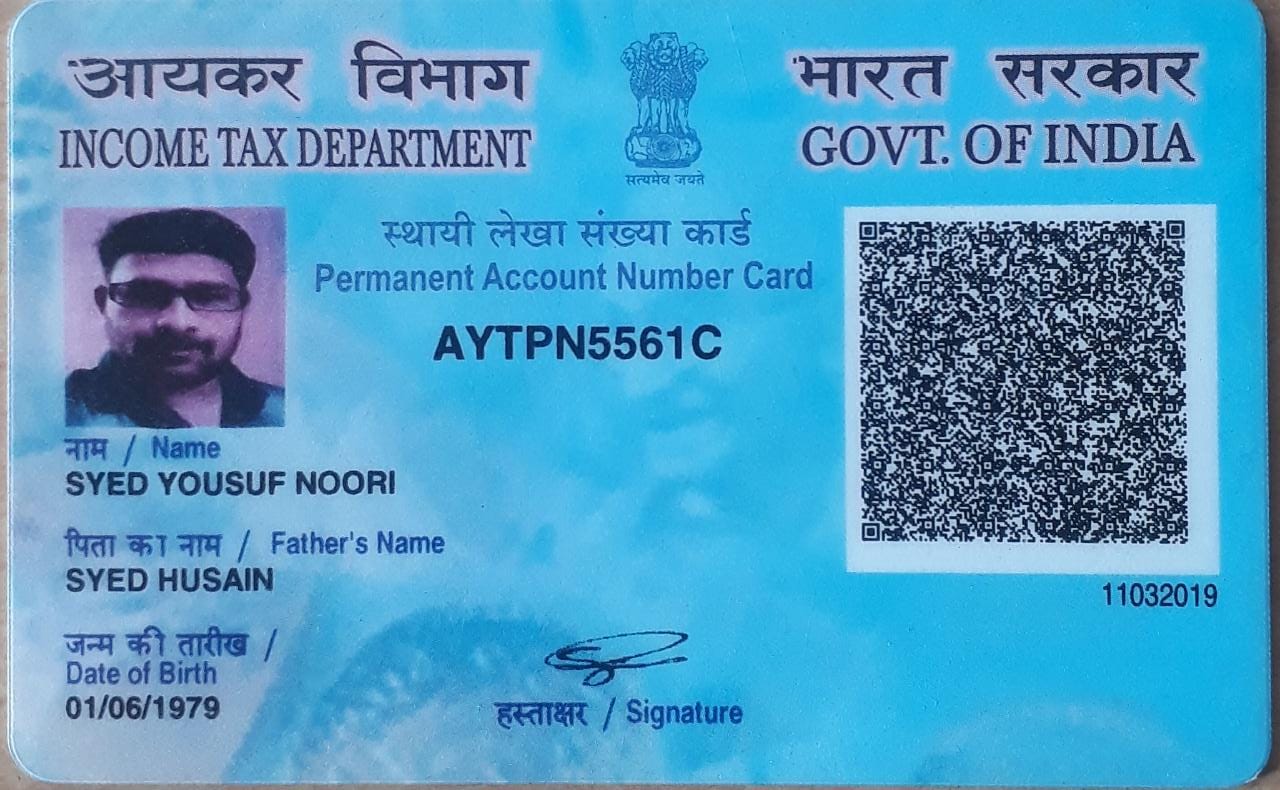 आयकर विभाग
INCOME TAX DEPARTMENT
सत्यमेव जयते
भारत सरकार
GOVT. OF INDIA
स्थायी लेखा संख्या कार्ड
Permanent Account Number Card
AYTPN5561C
नाम / Name
SYED YOUSUF NOORI
पिता का नाम / Father's Name
SYED HUSAIN
जन्म की तारीख /
Date of Birth
01/06/1979
हस्ताक्षर / Signature
11032019